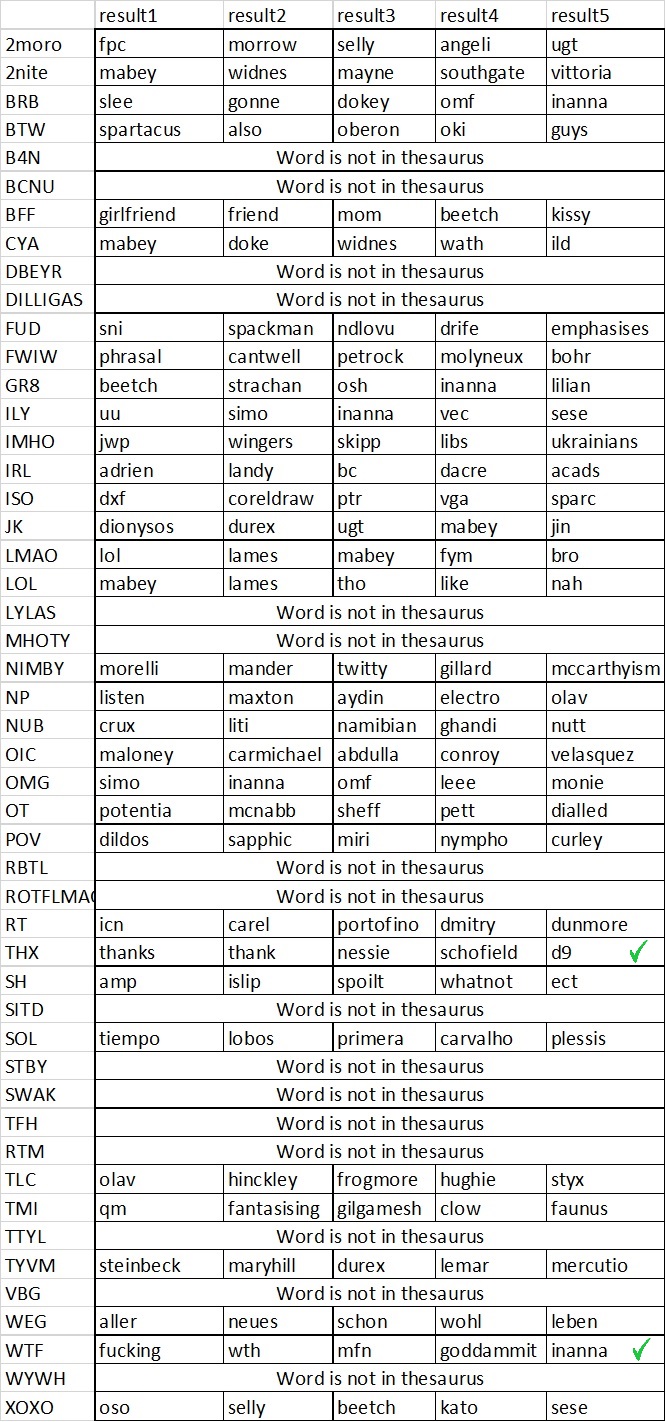 result1 result2 result3 result4 result5
2moro fpc morrow selly angeli ugt
2nite mabey widnes mayne southgate vittoria
BRB slee gonne dokey omf inanna
BTW spartacus also oberon oki guys
B4N Word is not in thesaurus
BCNU Word is not in thesaurus
BFF girlfriend friend mom beetch kissy
CYA mabey doke widnes wath ild
DBEYR Word is not in thesaurus
DILLIGAS Word is not in thesaurus
FUD sni spackman ndlovu drife emphasises
FWIW phrasal cantwell petrock molyneux bohr
GR8 beetch strachan osh inanna lilian
ILY uu simo inanna vec sese
IMHO jwp wingers skipp libs ukrainians
IRL adrien landy bc dacre acads
ISO dxf coreldraw ptr vga sparc
JK dionysos durex ugt mabey jin
LMAO lol lames mabey fym bro
LOL mabey lames tho like nah
LYLAS Word is not in thesaurus
MHOTY Word is not in thesaurus
NIMBY morelli mander twitty gillard mccarthyism
NP listen maxton aydin electro olav
NUB crux liti namibian ghandi nutt
OIC maloney carmichael abdulla conroy velasquez
OMG simo inanna omf leee monie
OT potentia mcnabb sheff pett dialled
POV dildos sapphic miri nympho curley
RBTL Word is not in thesaurus
ROTFLMAO Word is not in thesaurus
RT icn carel portofino dmitry dunmore
THX thanks thank nessie schofield d9
SH amp islip spoilt whatnot ect
SITD Word is not in thesaurus
SOL tiempo lobos primera carvalho plessis
STBY Word is not in thesaurus
SWAK Word is not in thesaurus
TFH Word is not in thesaurus
RTM Word is not in thesaurus
TLC olav hinckley frogmore hughie styx
TMI qm fantasising gilgamesh clow faunus
TTYL Word is not in thesaurus
TYVM steinbeck maryhill durex lemar mercutio
VBG Word is not in thesaurus
WEG aller neues schon wohl leben
WTF fucking wth mfn goddammit inanna
WYWH Word is not in thesaurus
XOXO oso selly beetch kato sese